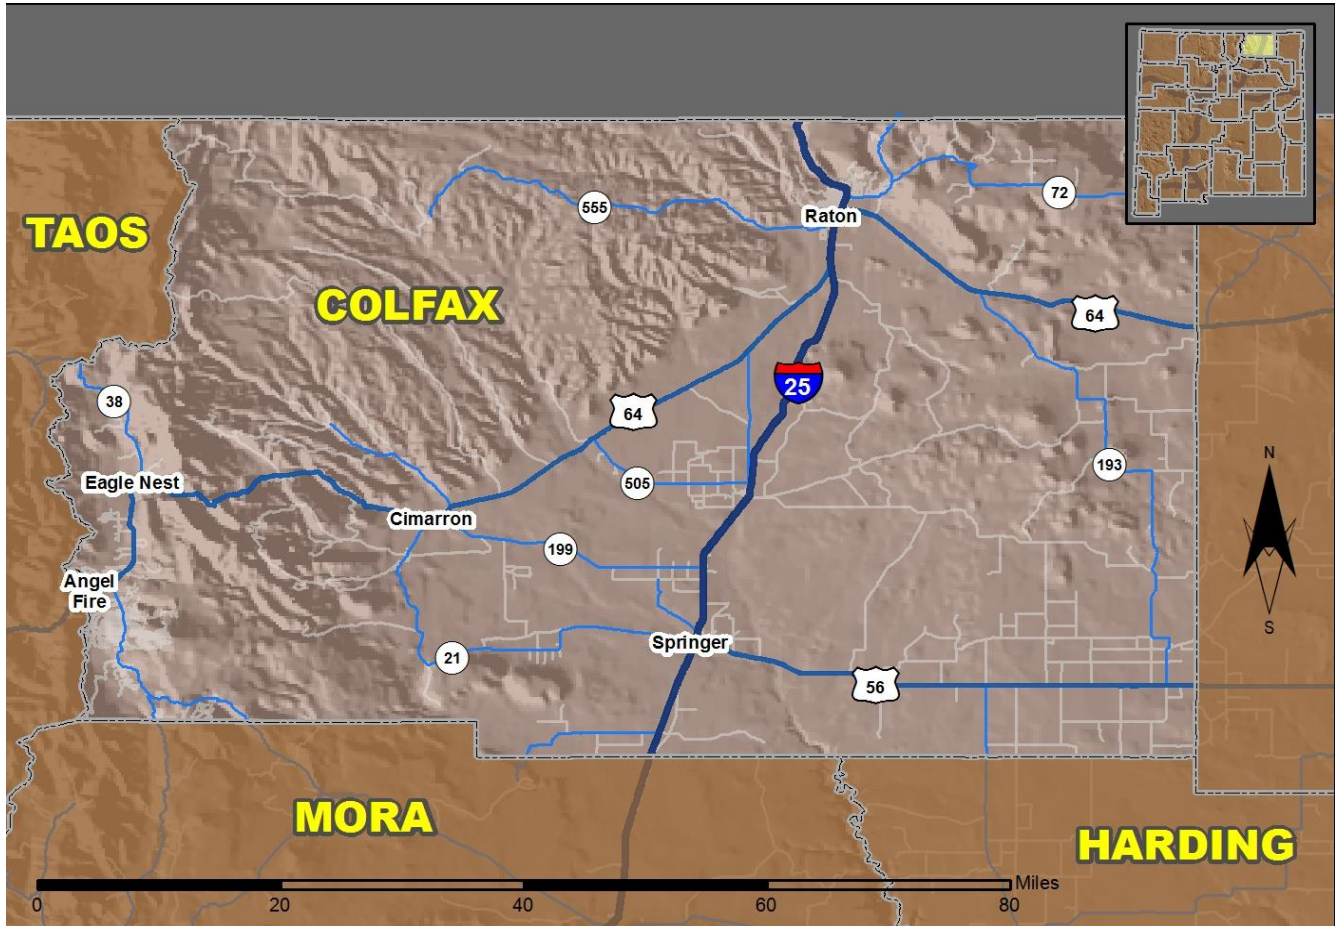 72
555
Raton
TAOS
COLFAX
64
25
38
64
N
193
Eagle Nest
505
Cimarron
199
Angel
Fire
S
Springer
21
56
MORA
HARDING
Miles
0
20
40
60
80